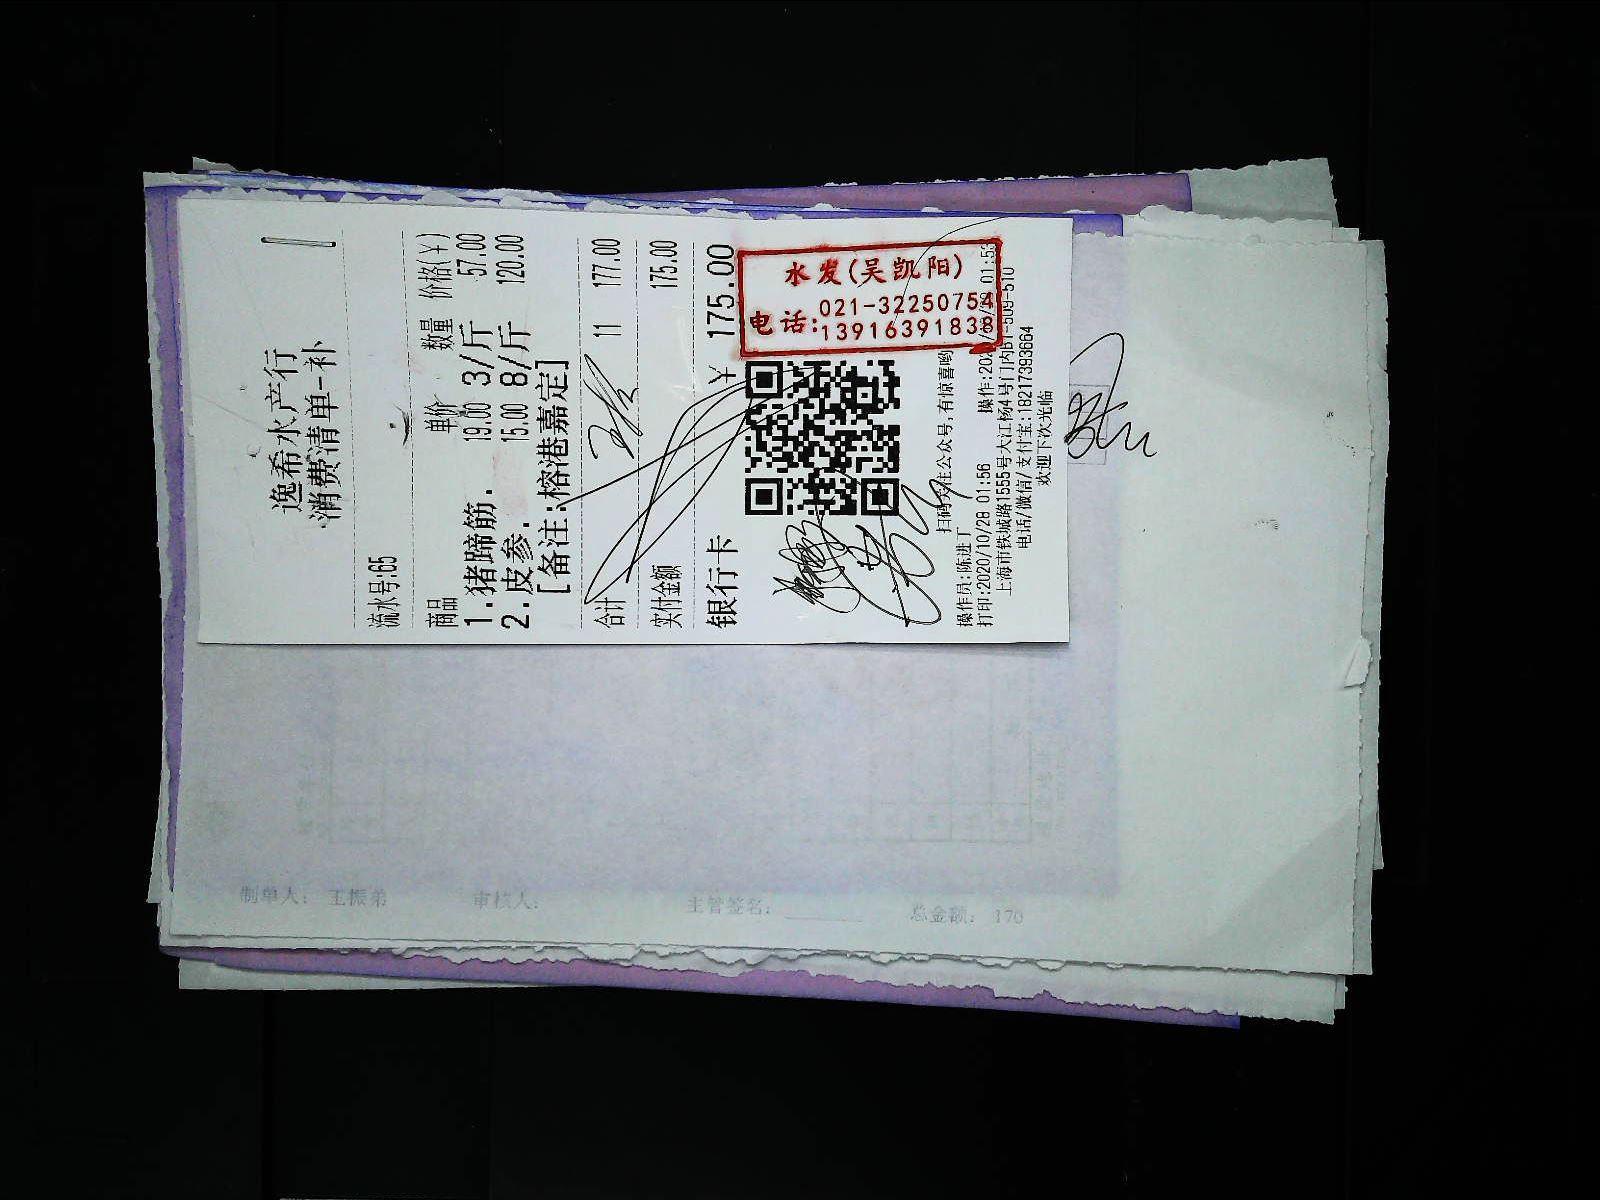 逸希水产行
消费清单-补
流水号:65
商品 单价 数量 价格(￥)
1.猪蹄筋. 19.00 3/斤 57.00
2.皮参. 15.00 8/斤 120.00
[备注:榕港嘉定]
合计 11 177.00
实付金额 175.00
银行卡 ￥ 175.00
水发(吴凯阳)
电话:021-32250754
13916391838
扫码关注公众号,有惊喜哟
操作员:陈进丁 操作:202 01:53
打印:2020/10/28 01:56
上海市铁城路1555号大江杨4号门内B1-509-510
电话/微信/支付宝:18217393664
欢迎下次光临
制单人: 王振弟 审核人: 主管签名: 总金额: 170